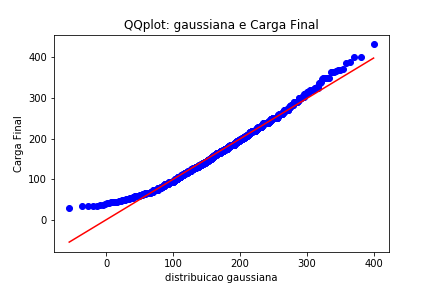 QQplot: gaussiana e Carga Final
Carga Final
400
300
200
100
0
0 100 200 300 400
distribuicao gaussiana